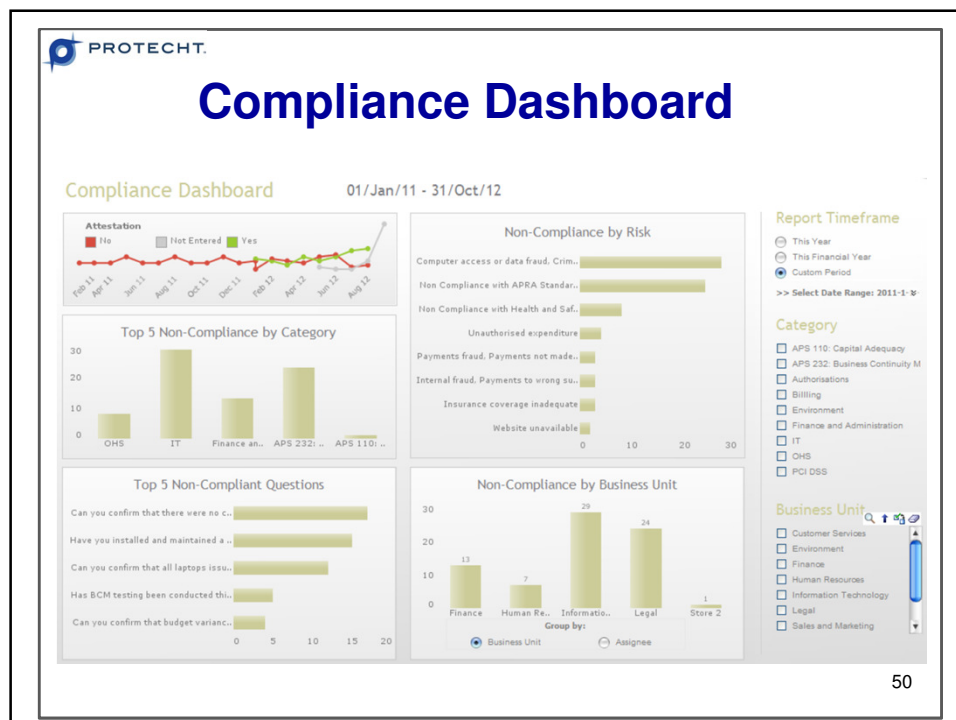 PROTECHT.
Compliance Dashboard
Compliance Dashboard
01/Jan/11 - 31/Oct/12
Attestation
No Not Entered Yes
Feb 11 Apr 11 Jun 11 Aug 11 Oct 11 Dec 11 Feb 12 Apr 12 Jun 12 Aug 12
Top 5 Non-Compliance by Category
30
20
10
0
OHS IT Finance an.. APS 232: .. APS 110: ..
Top 5 Non-Compliant Questions
Can you confirm that there were no c..
Have you installed and maintained a ..
Can you confirm that all laptops issu..
Has BCM testing been conducted thi..
Can you confirm that budget varianc..
0 5 10 15 20
Non-Compliance by Risk
Computer access or data fraud. Crim..
Non Compliance with APRA Standar..
Non Compliance with Health and Saf..
Unauthorised expenditure
Payments fraud. Payments not made..
Internal fraud. Payments to wrong su..
Insurance coverage inadequate
Website unavailable
0 10 20 30
Non-Compliance by Business Unit
30
20
10
0
13
7
29
24
1
Finance Human Re.. Informatio.. Legal Store 2
Group by:
Business Unit Assignee
Report Timeframe
This Year
This Financial Year
Custom Period
>> Select Date Range: 2011-1-
Category
APS 110: Capital Adequacy
APS 232: Business Continuity M
Authorisations
Billling
Environment
Finance and Administration
IT
OHS
PCI DSS
Business Unit
Customer Services
Environment
Finance
Human Resources
Information Technology
Legal
Sales and Marketing
50